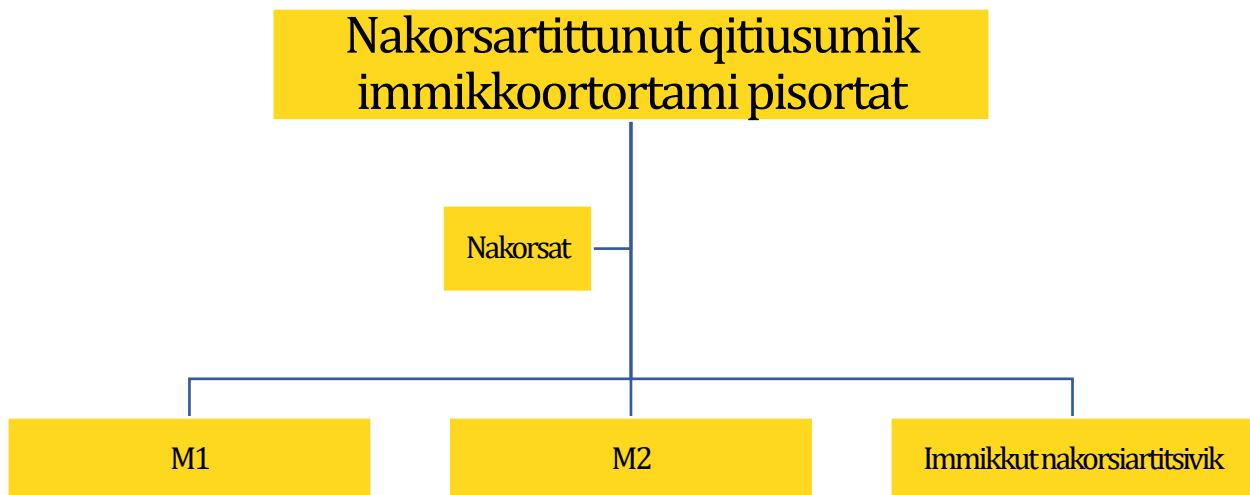 Nakorsartittunut qitiusumik
immikkoortortami pisortat
Nakorsat
M1
M2
Immikkut nakorsiartitsivik